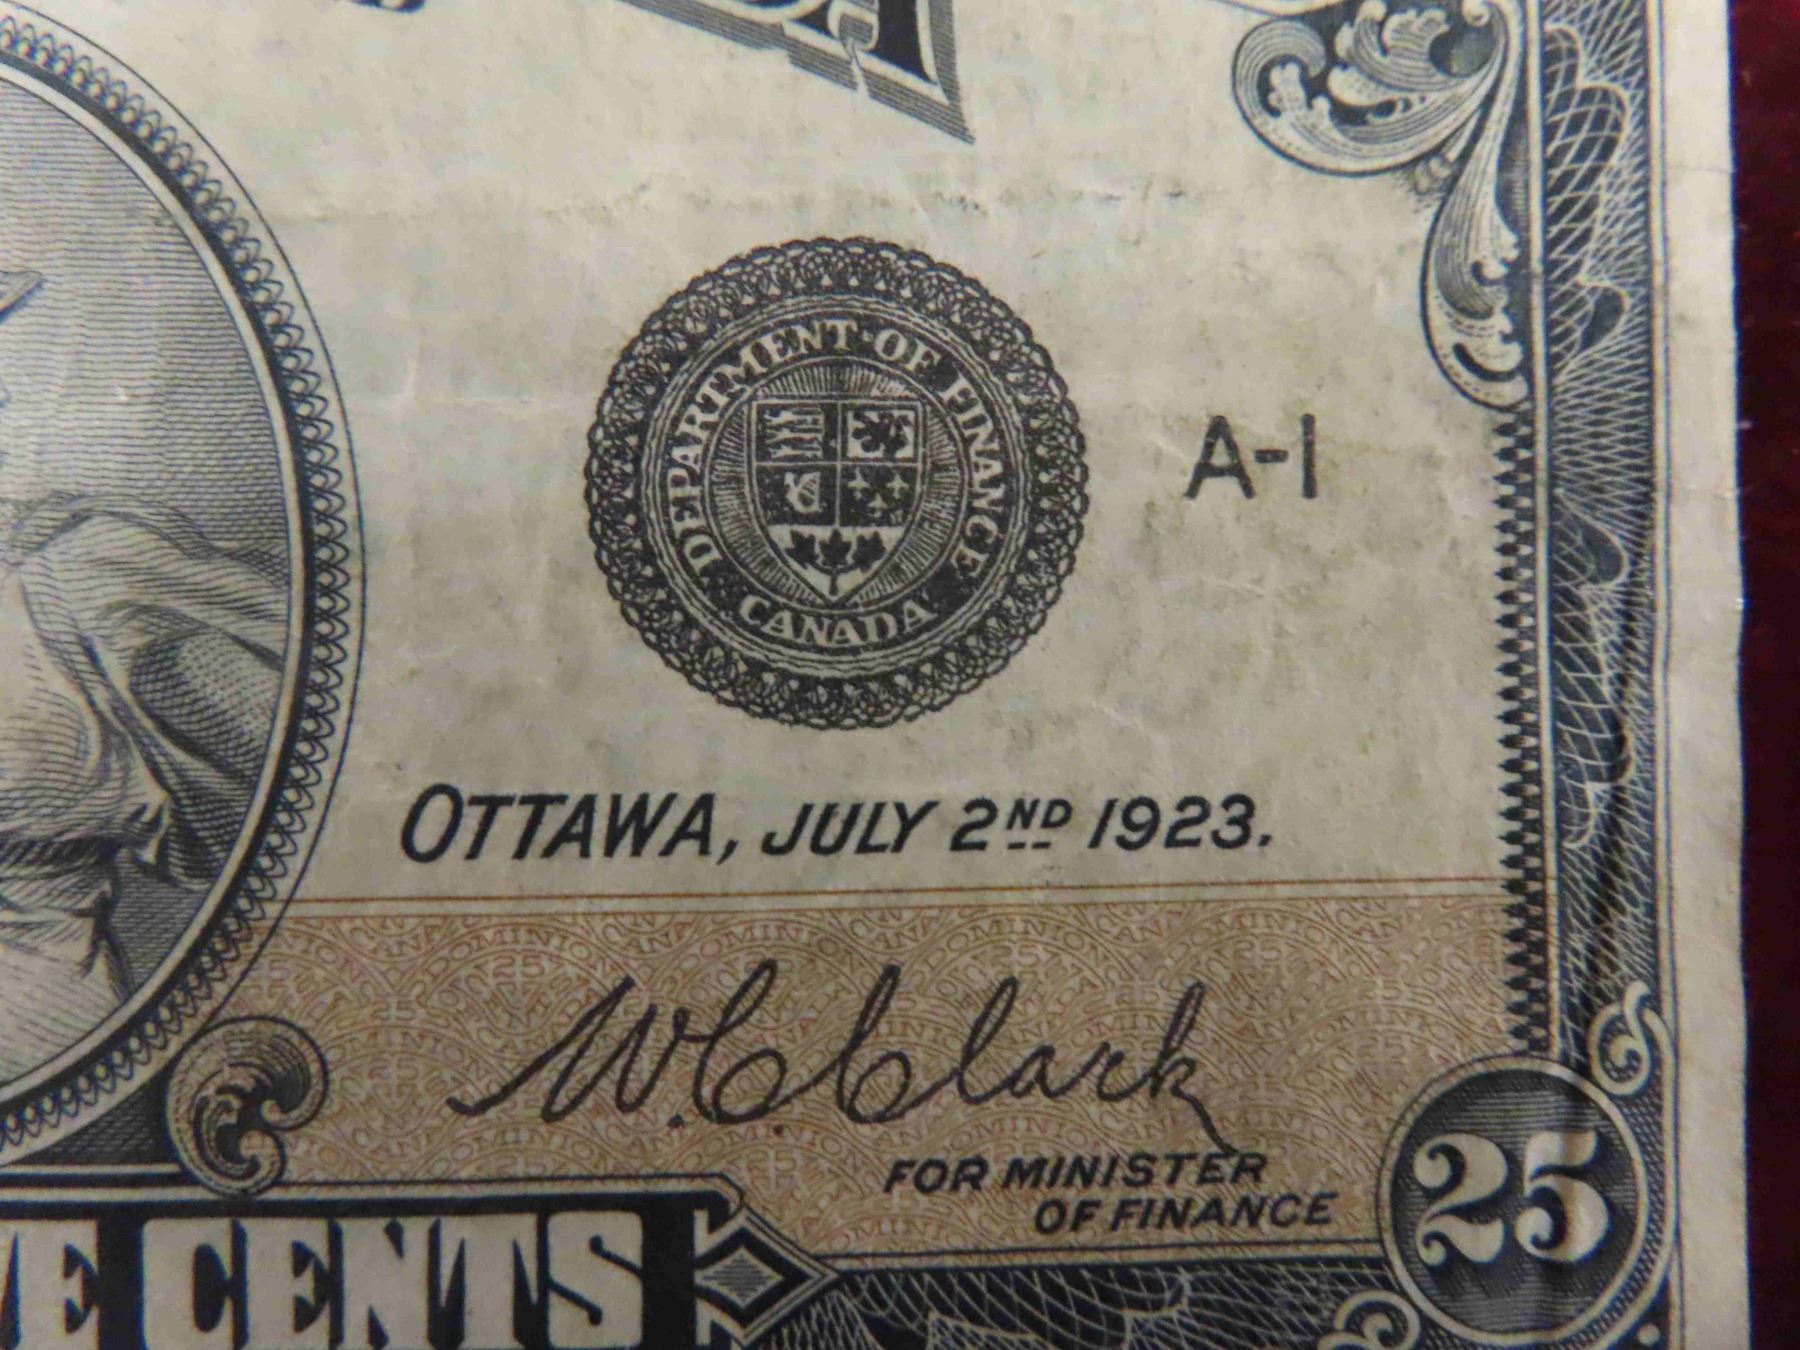 DEPARTMENT OF FINANCE
CANADA
A-1
OTTAWA, JULY 2ND 1923.
W.C.Clark
FOR MINISTER
OF FINANCE
25
CENTS